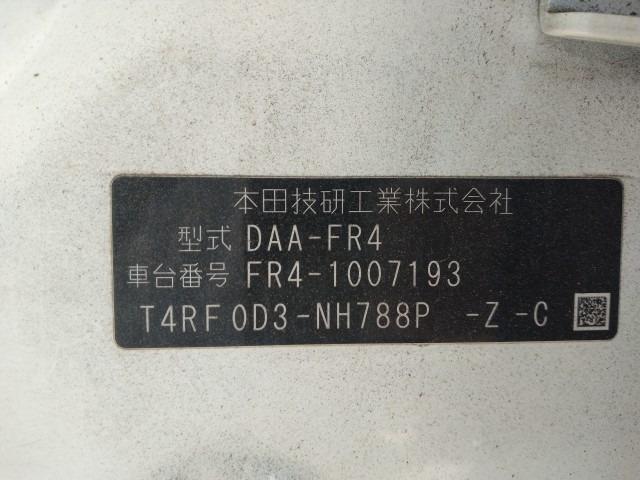 本田技研工業株式会社
型式 DAA-FR4
車台番号 FR4-1007193
T4RF0D3-NH788P -Z-C